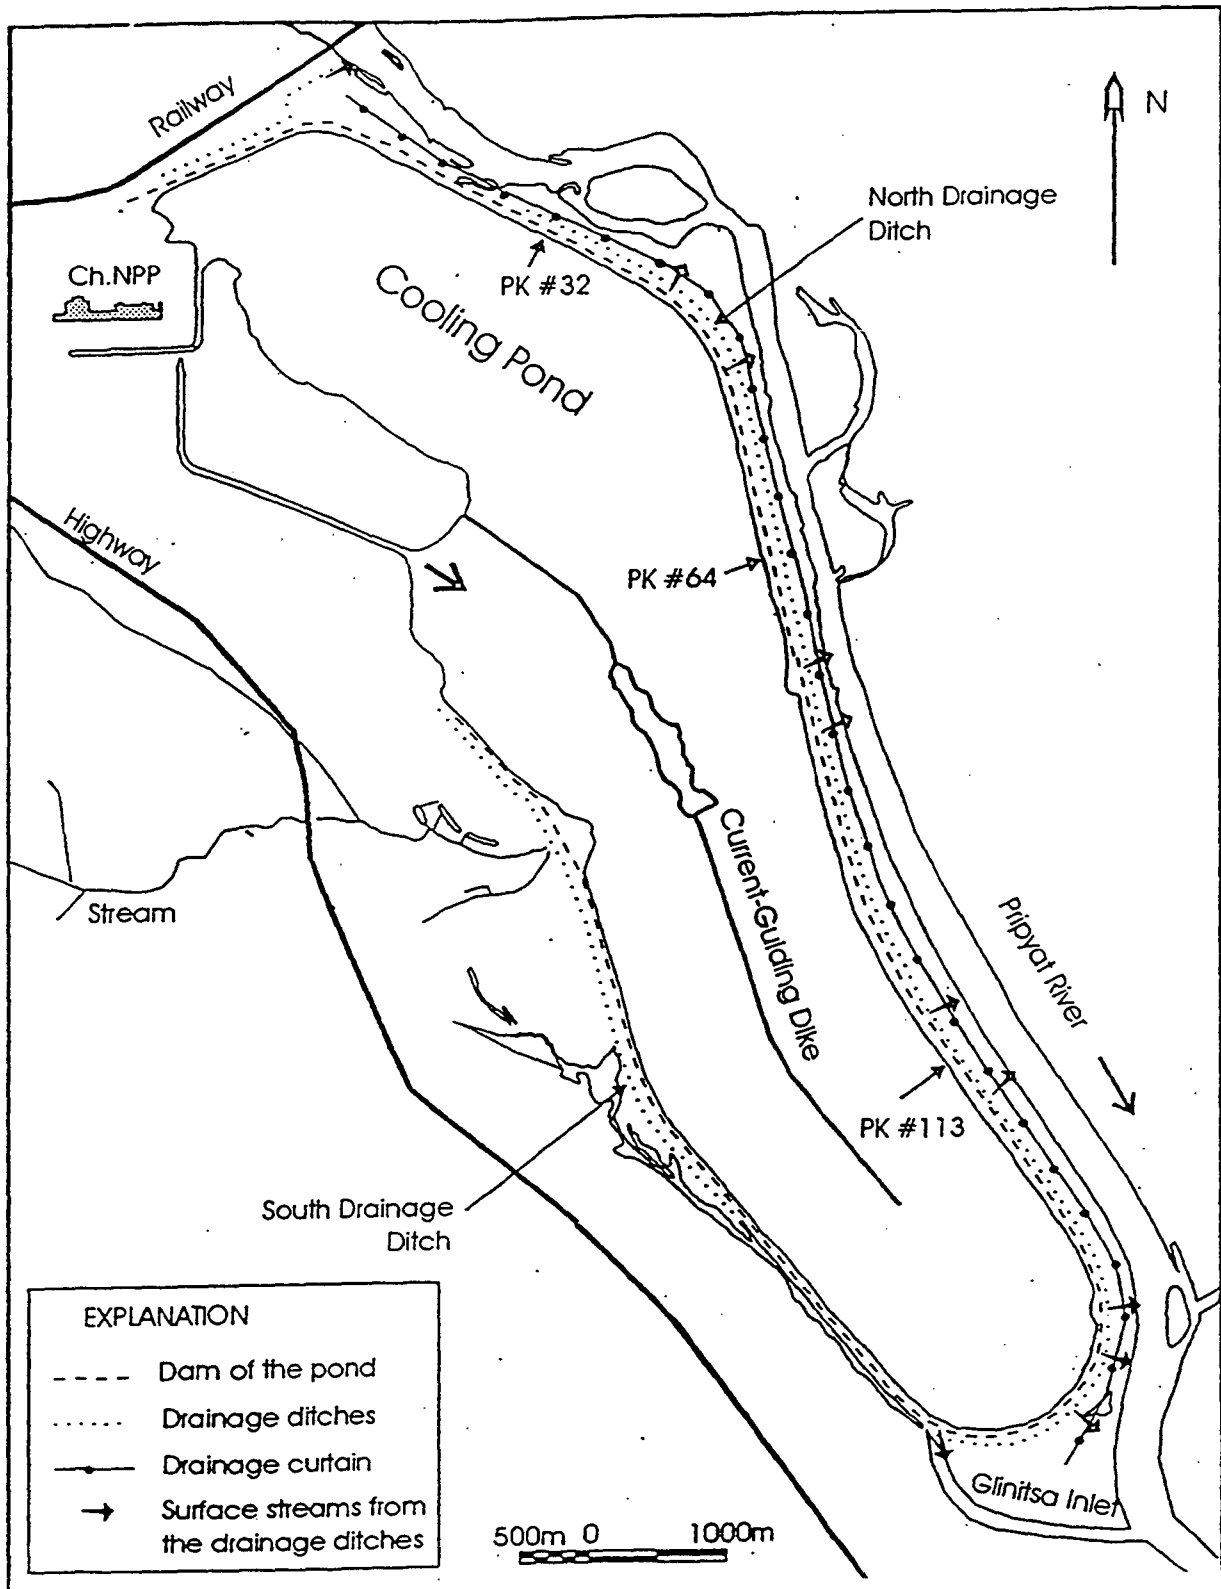 Railway
N
North Drainage
Ditch
Ch.NPP
PK #32
Cooling Pond
Highway
PK #64
Current-Guiding Dike
Stream
Pripyat River
PK #113
South Drainage
Ditch
EXPLANATION
Dam of the pond
Drainage ditches
Drainage curtain
Surface streams from
the drainage ditches
Glinitsa Inlet
500m 0 1000m